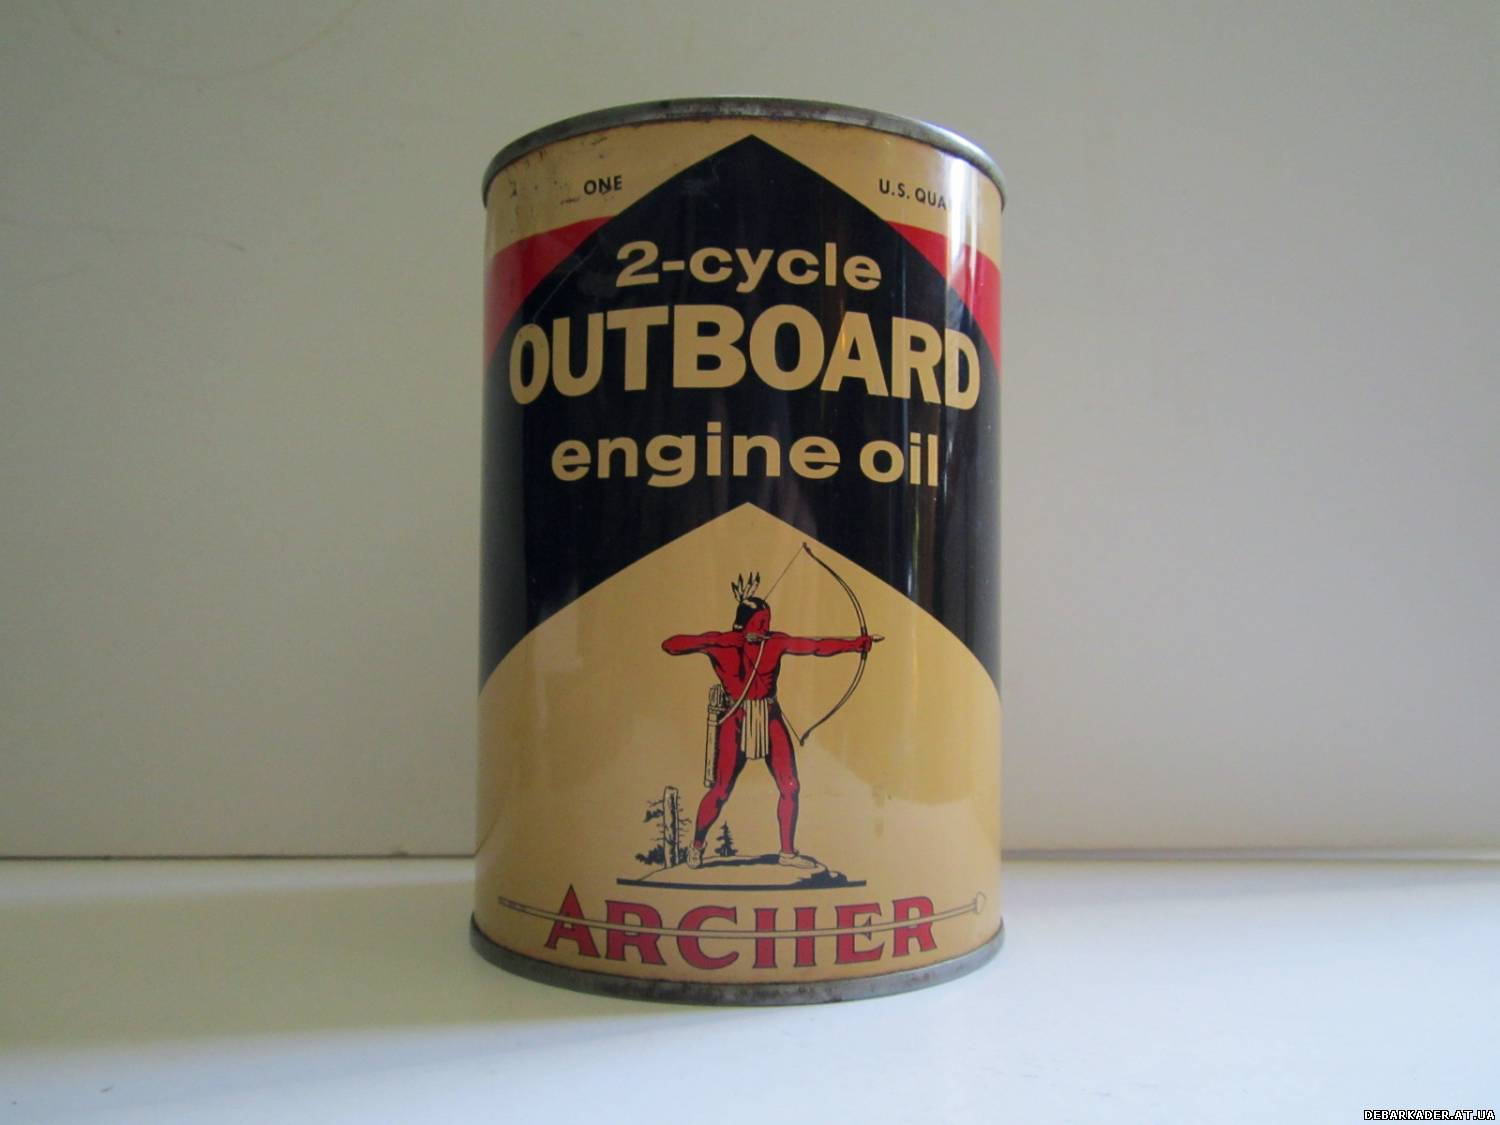 ONE U.S. QUA
2-cycle
OUTBOARD
engine oil
ARCHER
DEBARKADER.AT.UA